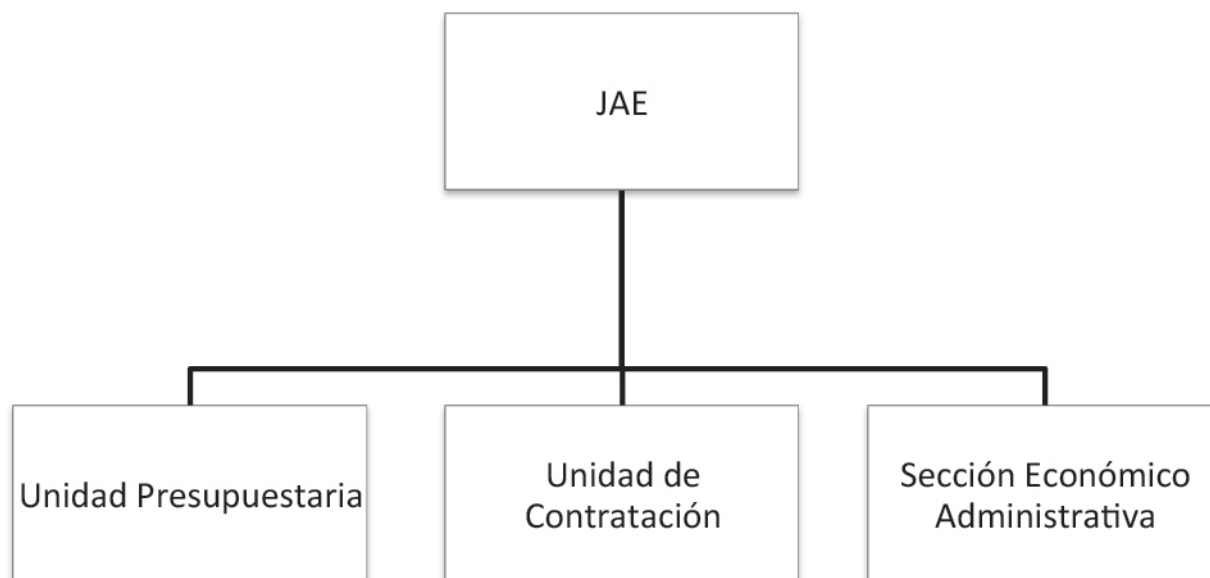 JAE
Unidad Presupuestaria
Unidad de
Contratación
Sección Económico
Administrativa